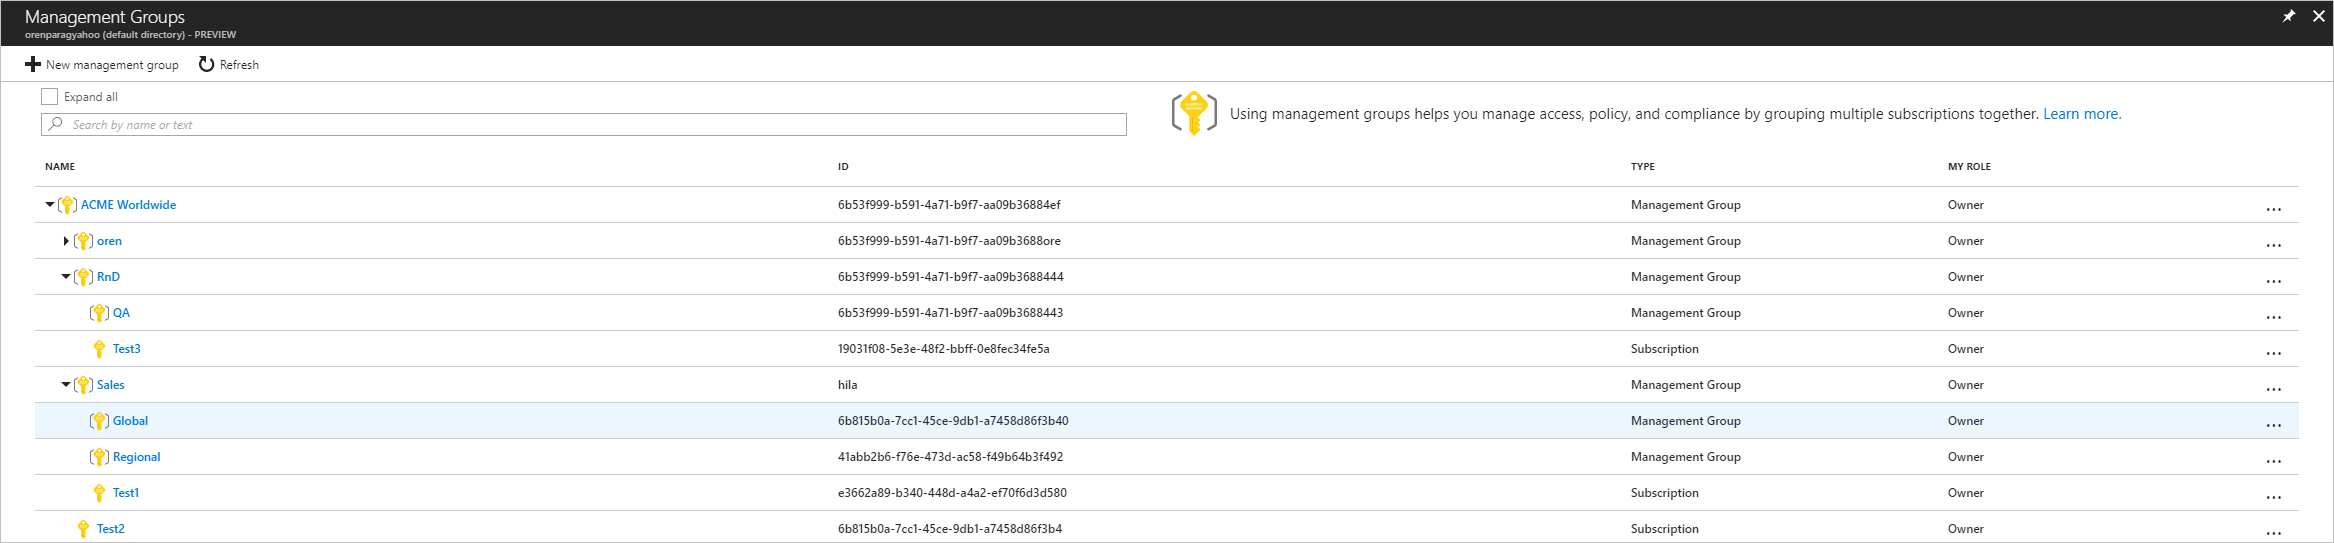 Management Groups
orenparagyahoo (default directory) - PREVIEW
New management group Refresh
Expand all
Search by name or text
Using management groups helps you manage access, policy, and compliance by grouping multiple subscriptions together. Learn more.
NAME ID TYPE MY ROLE
ACME Worldwide 6b53f999-b591-4a71-b9f7-aa09b36884ef Management Group Owner ...
oren 6b53f999-b591-4a71-b9f7-aa09b3688ore Management Group Owner ...
RnD 6b53f999-b591-4a71-b9f7-aa09b3688444 Management Group Owner ...
QA 6b53f999-b591-4a71-b9f7-aa09b3688443 Management Group Owner ...
Test3 19031f08-5e3e-48f2-bbff-0e8fec34fe5a Subscription Owner ...
Sales hila Management Group Owner ...
Global 6b815b0a-7cc1-45ce-9db1-a7458d86f3b40 Management Group Owner ...
Regional 41abb2b6-f76e-473d-ac58-f49b64b3f492 Management Group Owner ...
Test1 e3662a89-b340-448d-a4a2-ef70f6d3d580 Subscription Owner ...
Test2 6b815b0a-7cc1-45ce-9db1-a7458d86f3b4 Subscription Owner ...